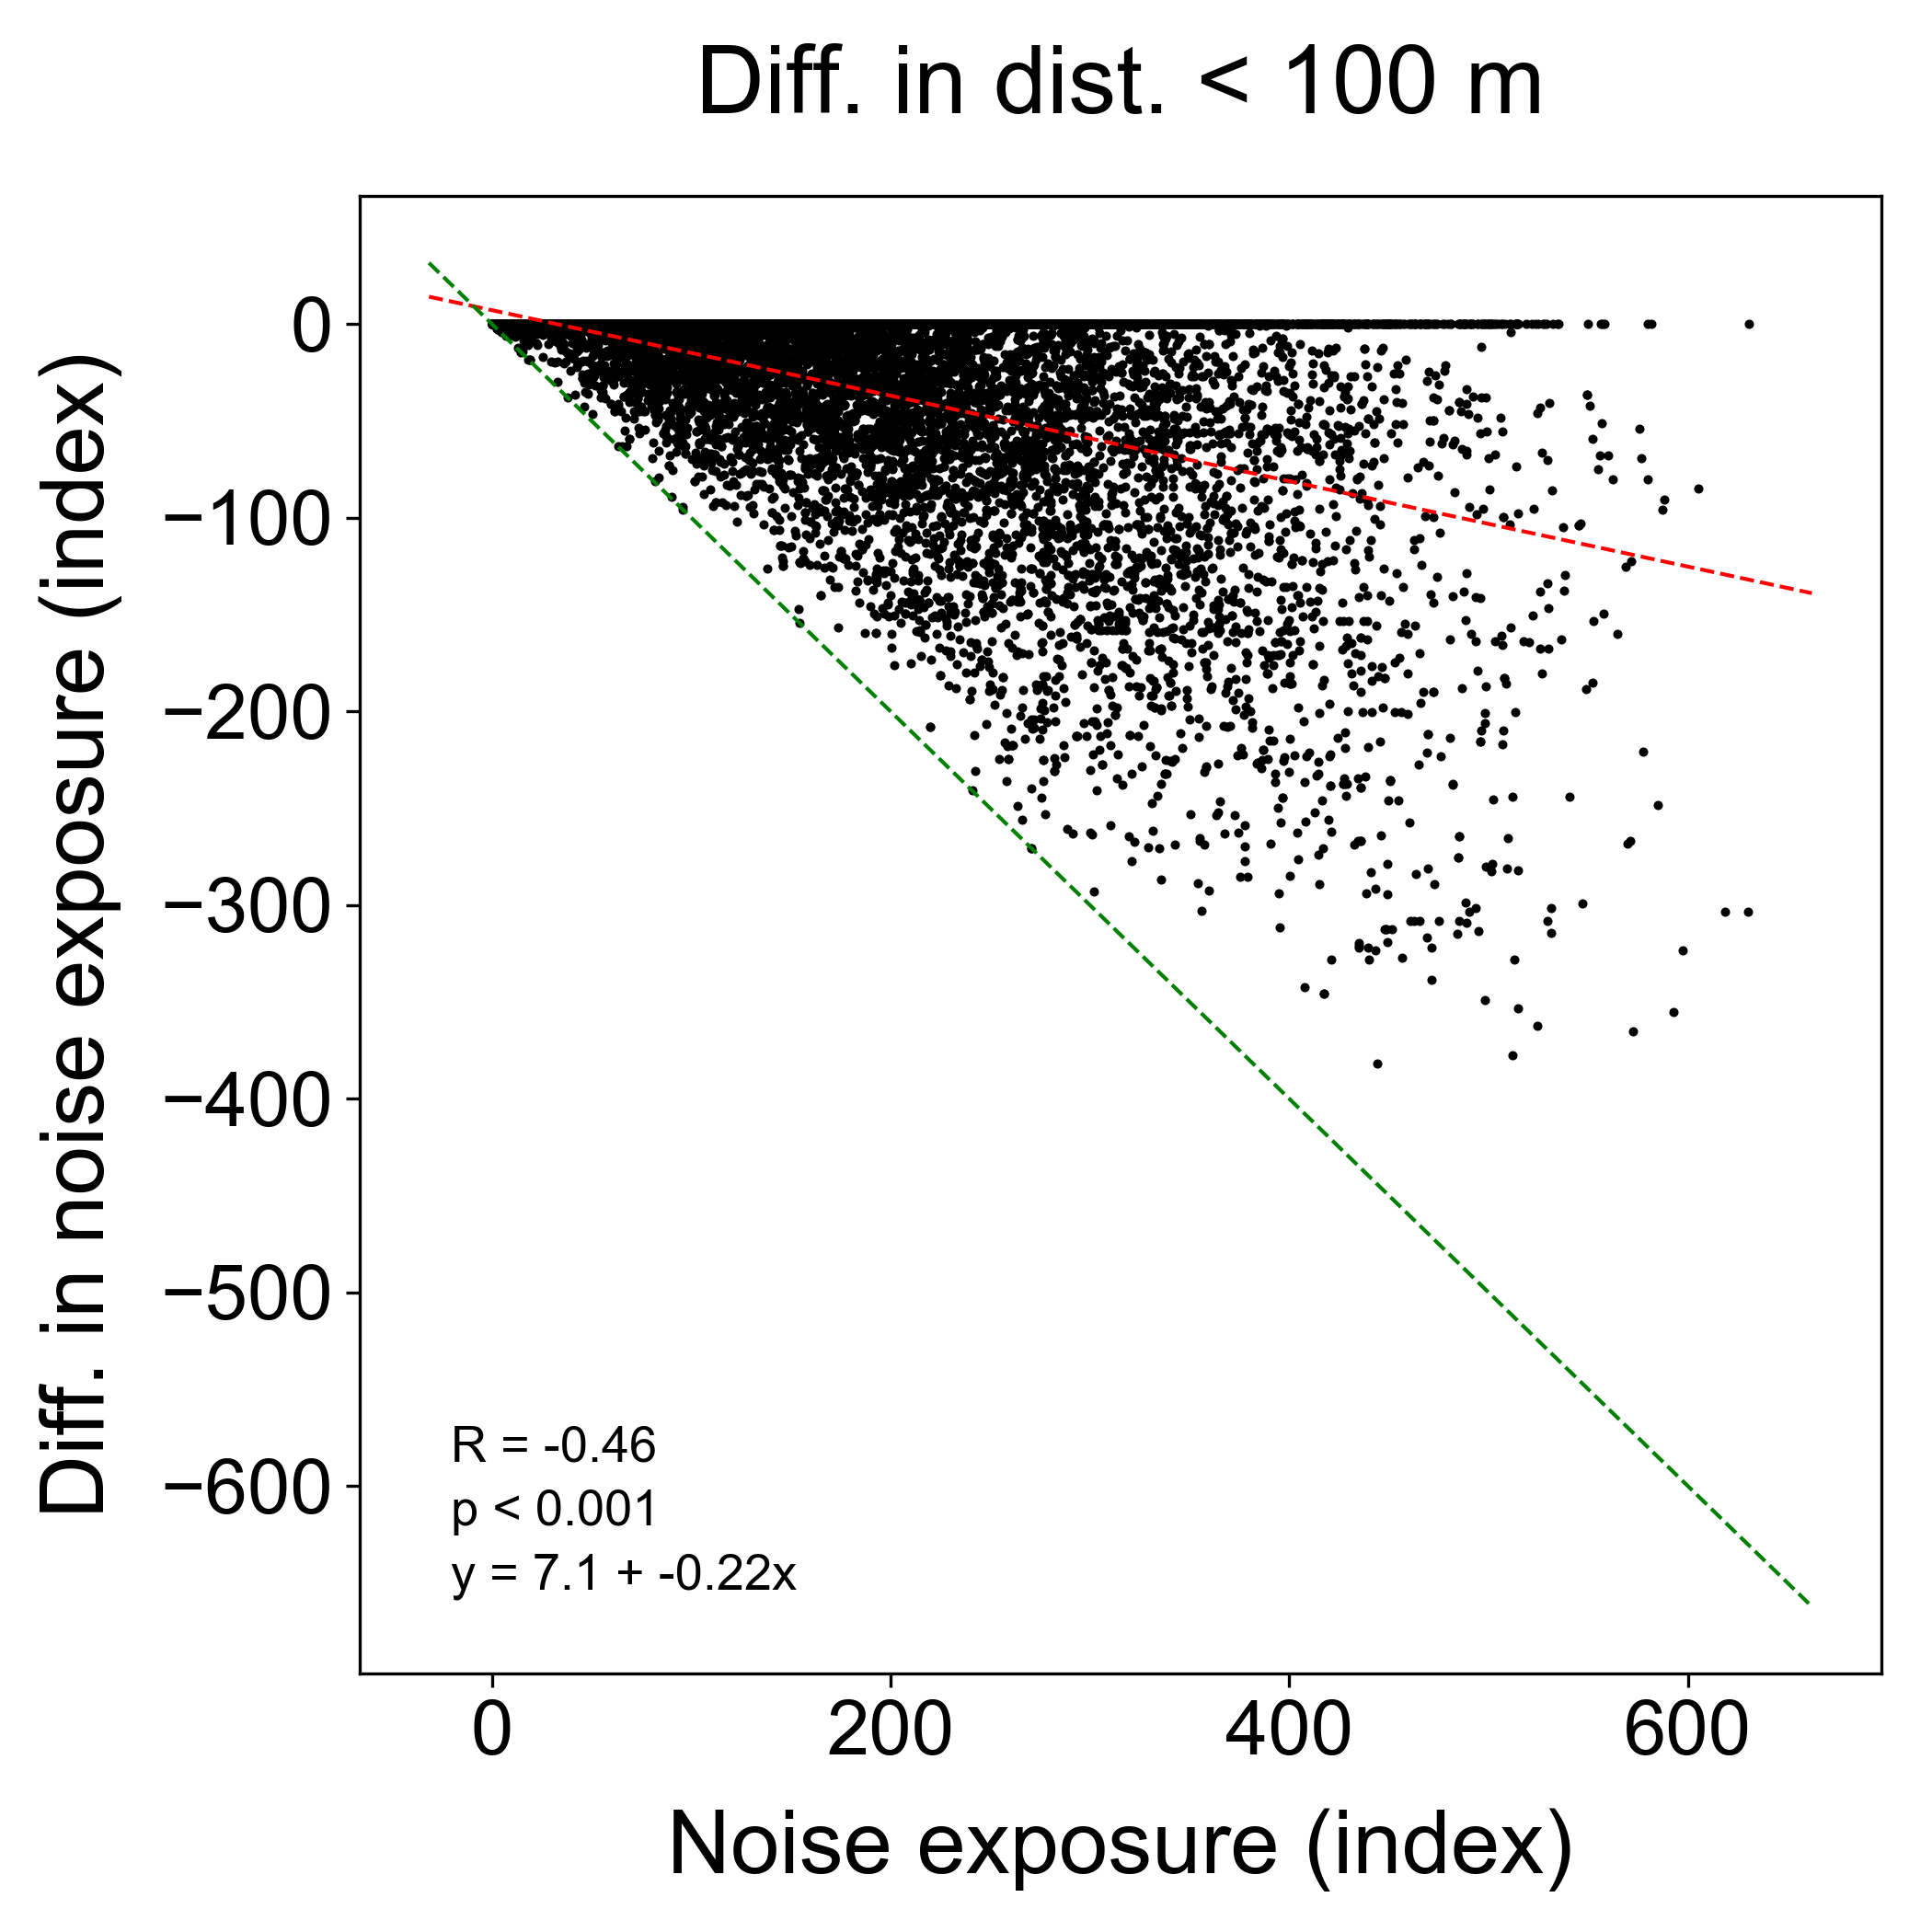 Diff. in dist. < 100 m
Diff. in noise exposure (index)
0
−100
−200
−300
−400
−500
−600
R = -0.46
p < 0.001
y = 7.1 + -0.22x
0 200 400 600
Noise exposure (index)